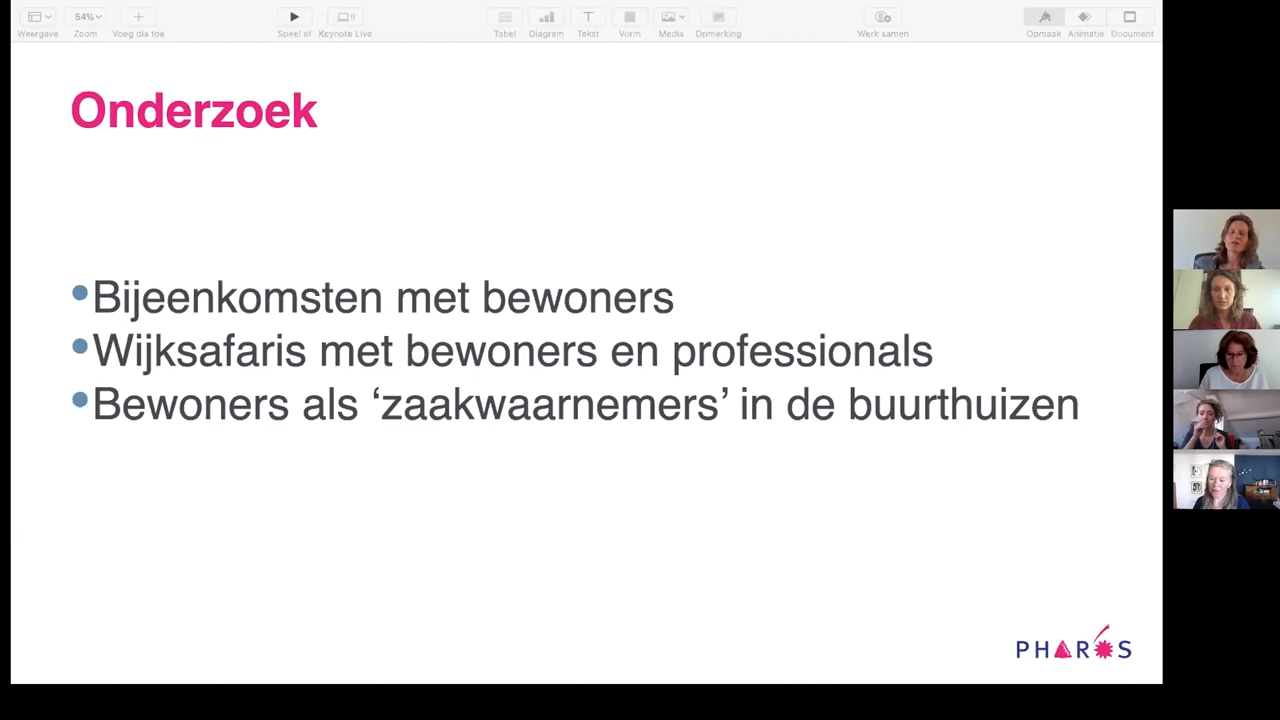 54%
Weergave
Zoom
Voeg dia toe
Speel af
Keynote Live
Tabel
Diagram
Tekst
Vorm
Media
Opmerking
Werk samen
Opmaak
Animatie
Document
Onderzoek
•Bijeenkomsten met bewoners
•Wijksafaris met bewoners en professionals
•Bewoners als ‘zaakwaarnemers’ in de buurthuizen
PHAROS